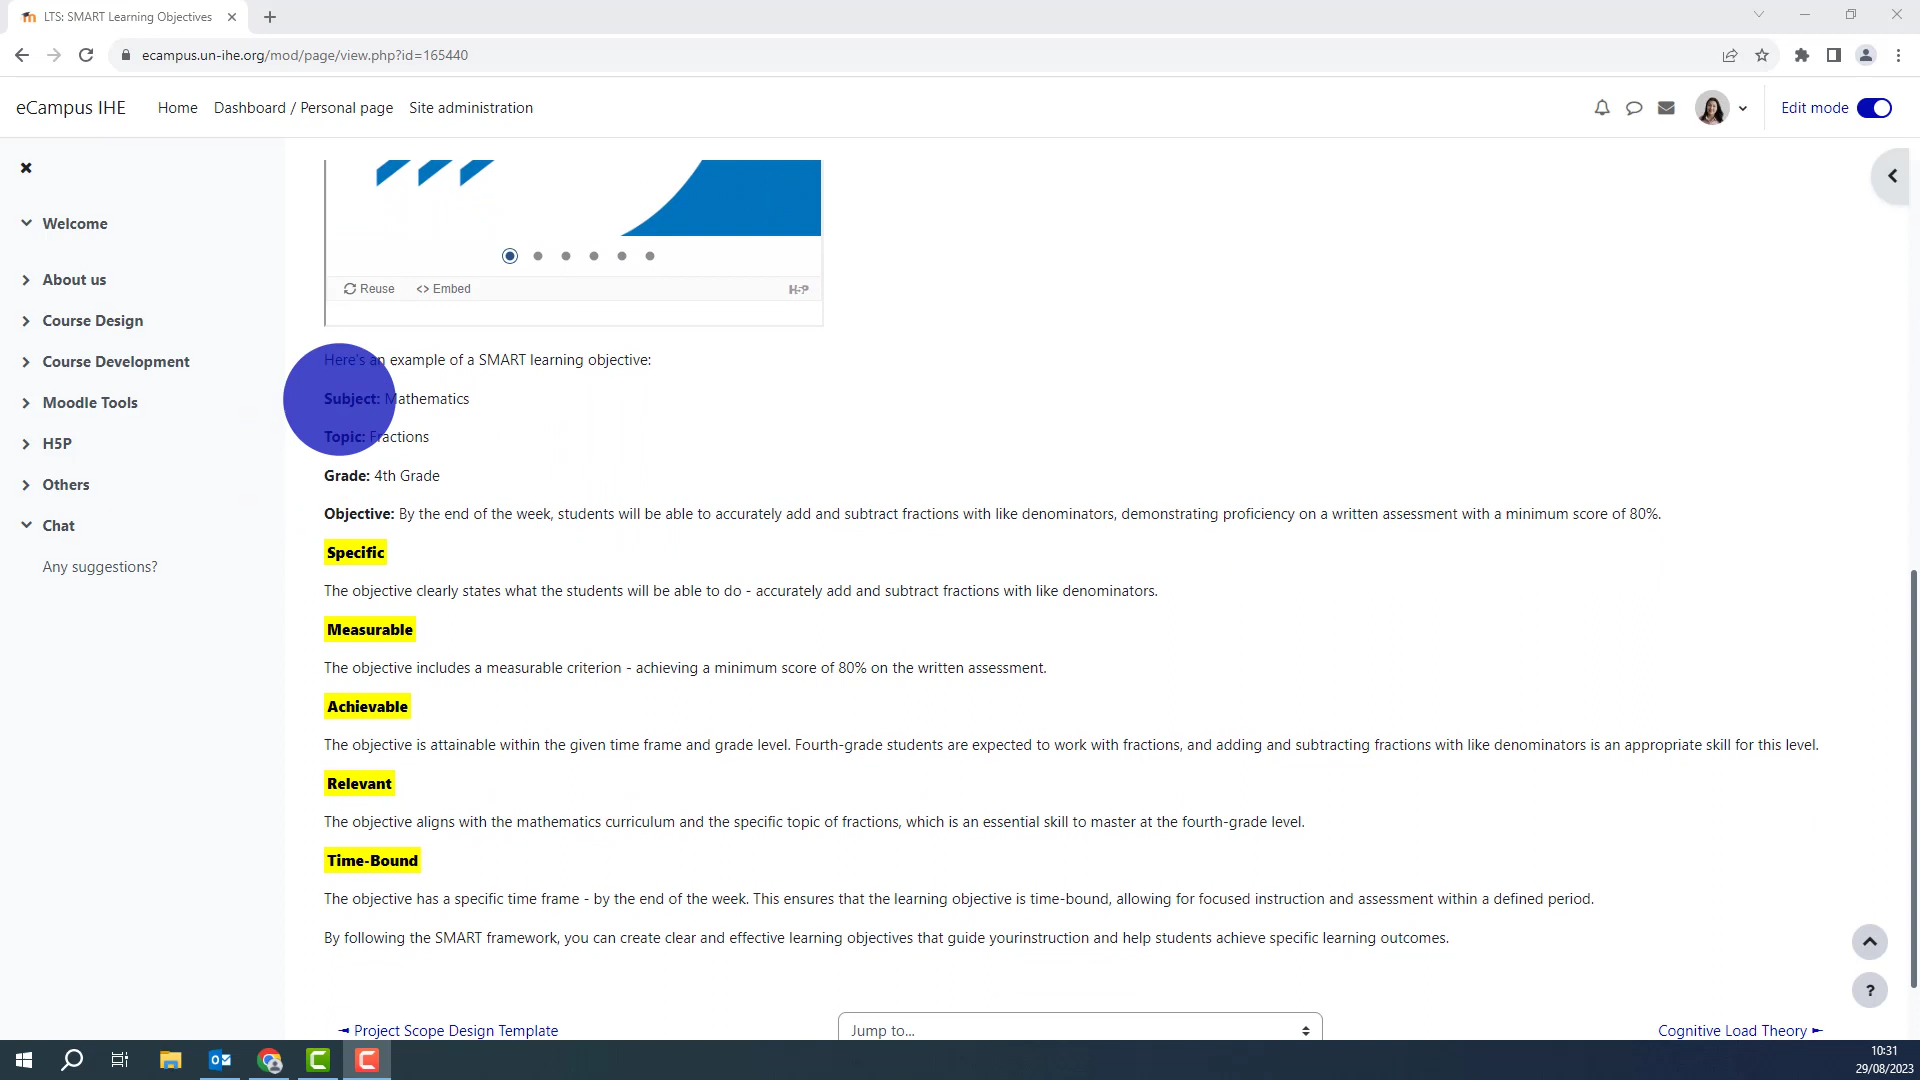 LTS: SMART Learning Objectives
ecampus.un-ihe.org/mod/page/view.php?id=165440
eCampus IHE Home Dashboard / Personal page Site administration Edit mode
Welcome
About us
Course Design
Course Development
Moodle Tools
H5P
Others
Chat
Any suggestions?
Reuse <> Embed H5P
Here's an example of a SMART learning objective:
Subject: Mathematics
Topic: Fractions
Grade: 4th Grade
Objective: By the end of the week, students will be able to accurately add and subtract fractions with like denominators, demonstrating proficiency on a written assessment with a minimum score of 80%.
Specific
The objective clearly states what the students will be able to do - accurately add and subtract fractions with like denominators.
Measurable
The objective includes a measurable criterion - achieving a minimum score of 80% on the written assessment.
Achievable
The objective is attainable within the given time frame and grade level. Fourth-grade students are expected to work with fractions, and adding and subtracting fractions with like denominators is an appropriate skill for this level.
Relevant
The objective aligns with the mathematics curriculum and the specific topic of fractions, which is an essential skill to master at the fourth-grade level.
Time-Bound
The objective has a specific time frame - by the end of the week. This ensures that the learning objective is time-bound, allowing for focused instruction and assessment within a defined period.
By following the SMART framework, you can create clear and effective learning objectives that guide yourinstruction and help students achieve specific learning outcomes.
?
◄ Project Scope Design Template Jump to... Cognitive Load Theory ►
10:31
29/08/2023